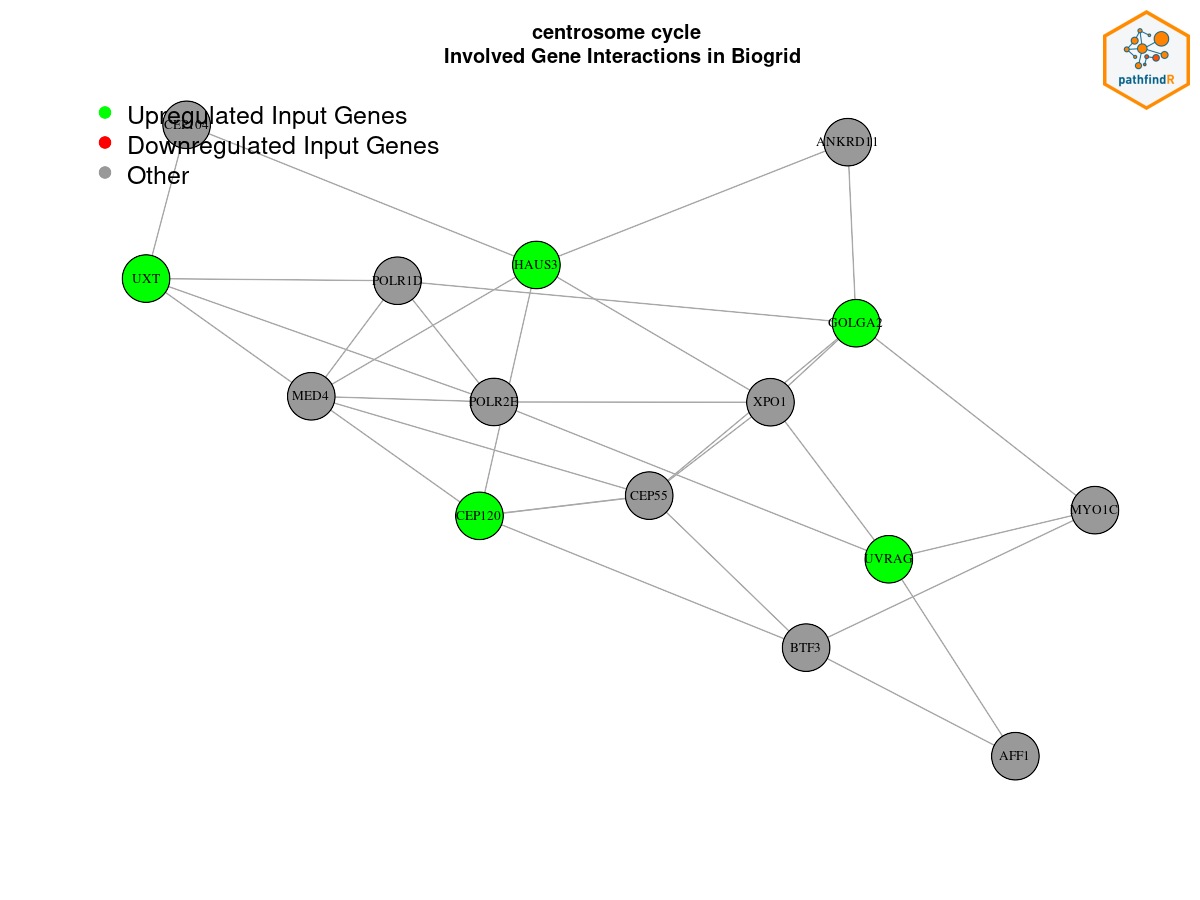 centrosome cycle
Involved Gene Interactions in Biogrid
pathfindR
Upregulated Input Genes
CEP104
Downregulated Input Genes
Other
ANKRD11
UXT
POLR1D
HAUS3
GOLGA2
MED4
POLR2E
XPO1
CEP55
CEP120
MYO1C
UVRAG
BTF3
AFF1